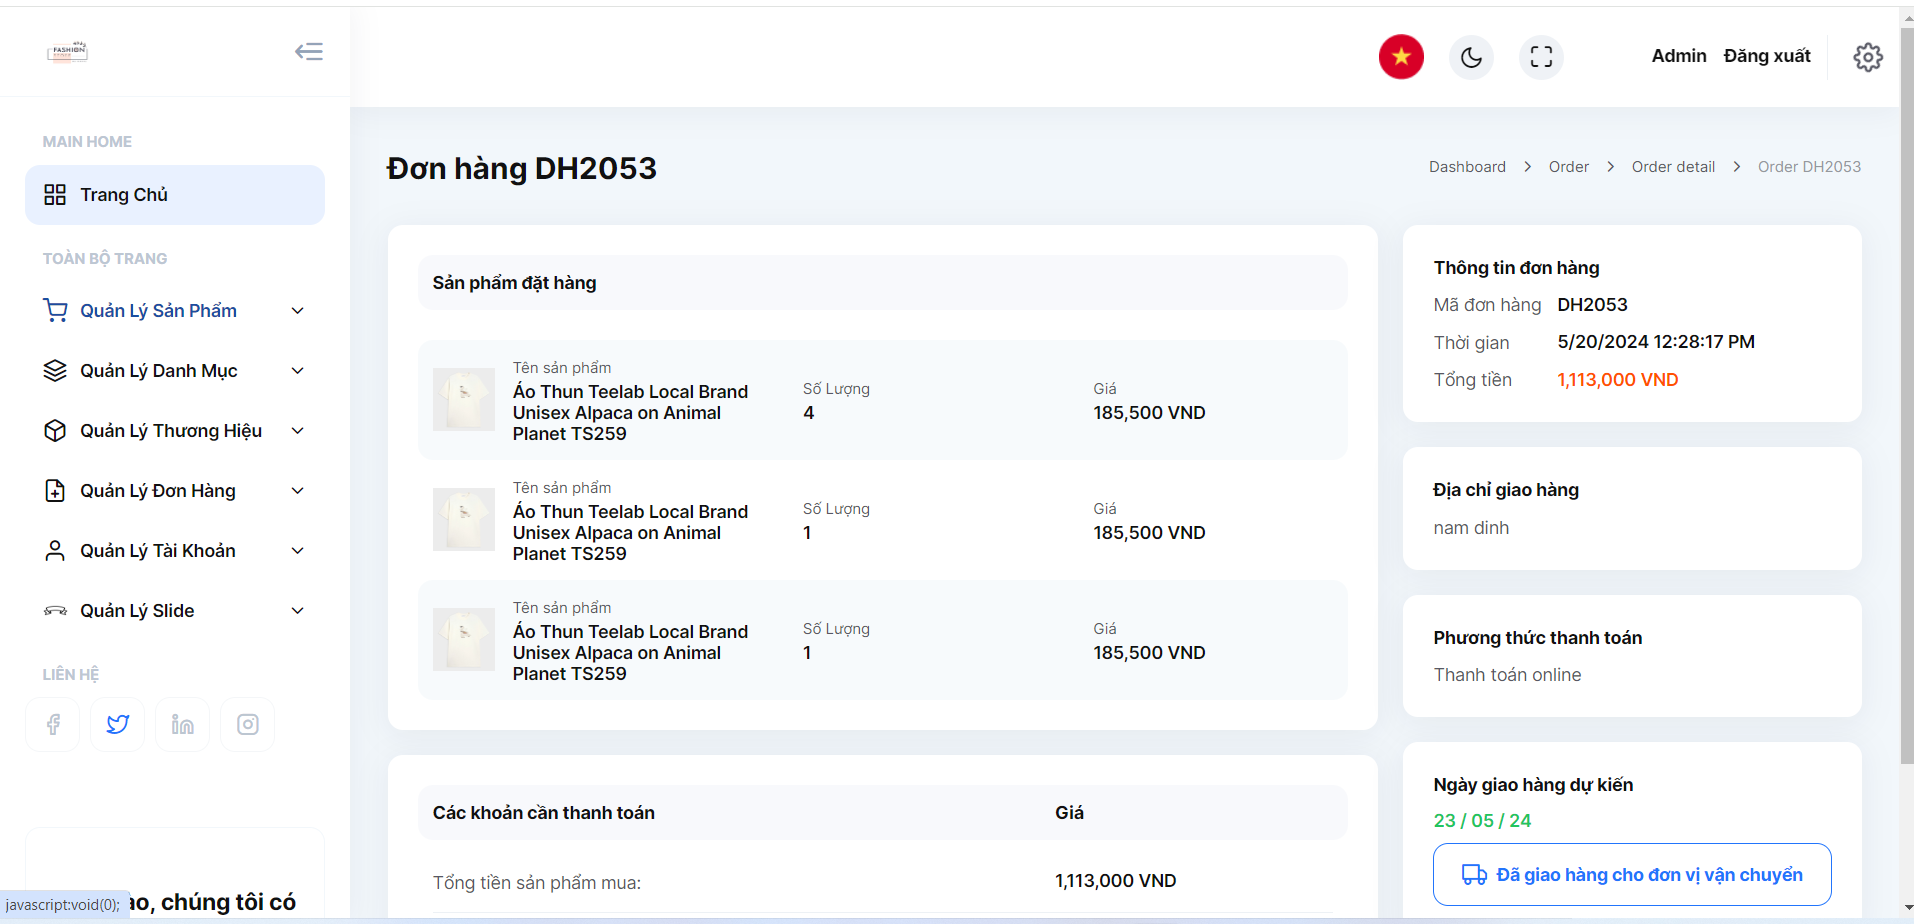 FASHION
Admin
Đăng xuất
MAIN HOME
Trang Chủ
TOÀN BỘ TRANG
Quản Lý Sản Phẩm
Quản Lý Danh Mục
Quản Lý Thương Hiệu
Quản Lý Đơn Hàng
Quản Lý Tài Khoản
Quản Lý Slide
LIÊN HỆ
ào, chúng tôi có
javascript:void(0);
Đơn hàng DH2053
Dashboard > Order > Order detail > Order DH2053
Sản phẩm đặt hàng
Tên sản phẩm
Áo Thun Teelab Local Brand
Unisex Alpaca on Animal
Planet TS259
Số Lượng
4
Giá
185,500 VND
Tên sản phẩm
Áo Thun Teelab Local Brand
Unisex Alpaca on Animal
Planet TS259
Số Lượng
1
Giá
185,500 VND
Tên sản phẩm
Áo Thun Teelab Local Brand
Unisex Alpaca on Animal
Planet TS259
Số Lượng
1
Giá
185,500 VND
Các khoản cần thanh toán
Giá
Tổng tiền sản phẩm mua:
1,113,000 VND
Thông tin đơn hàng
Mã đơn hàng DH2053
Thời gian 5/20/2024 12:28:17 PM
Tổng tiền 1,113,000 VND
Địa chỉ giao hàng
nam dinh
Phương thức thanh toán
Thanh toán online
Ngày giao hàng dự kiến
23 / 05 / 24
Đã giao hàng cho đơn vị vận chuyển